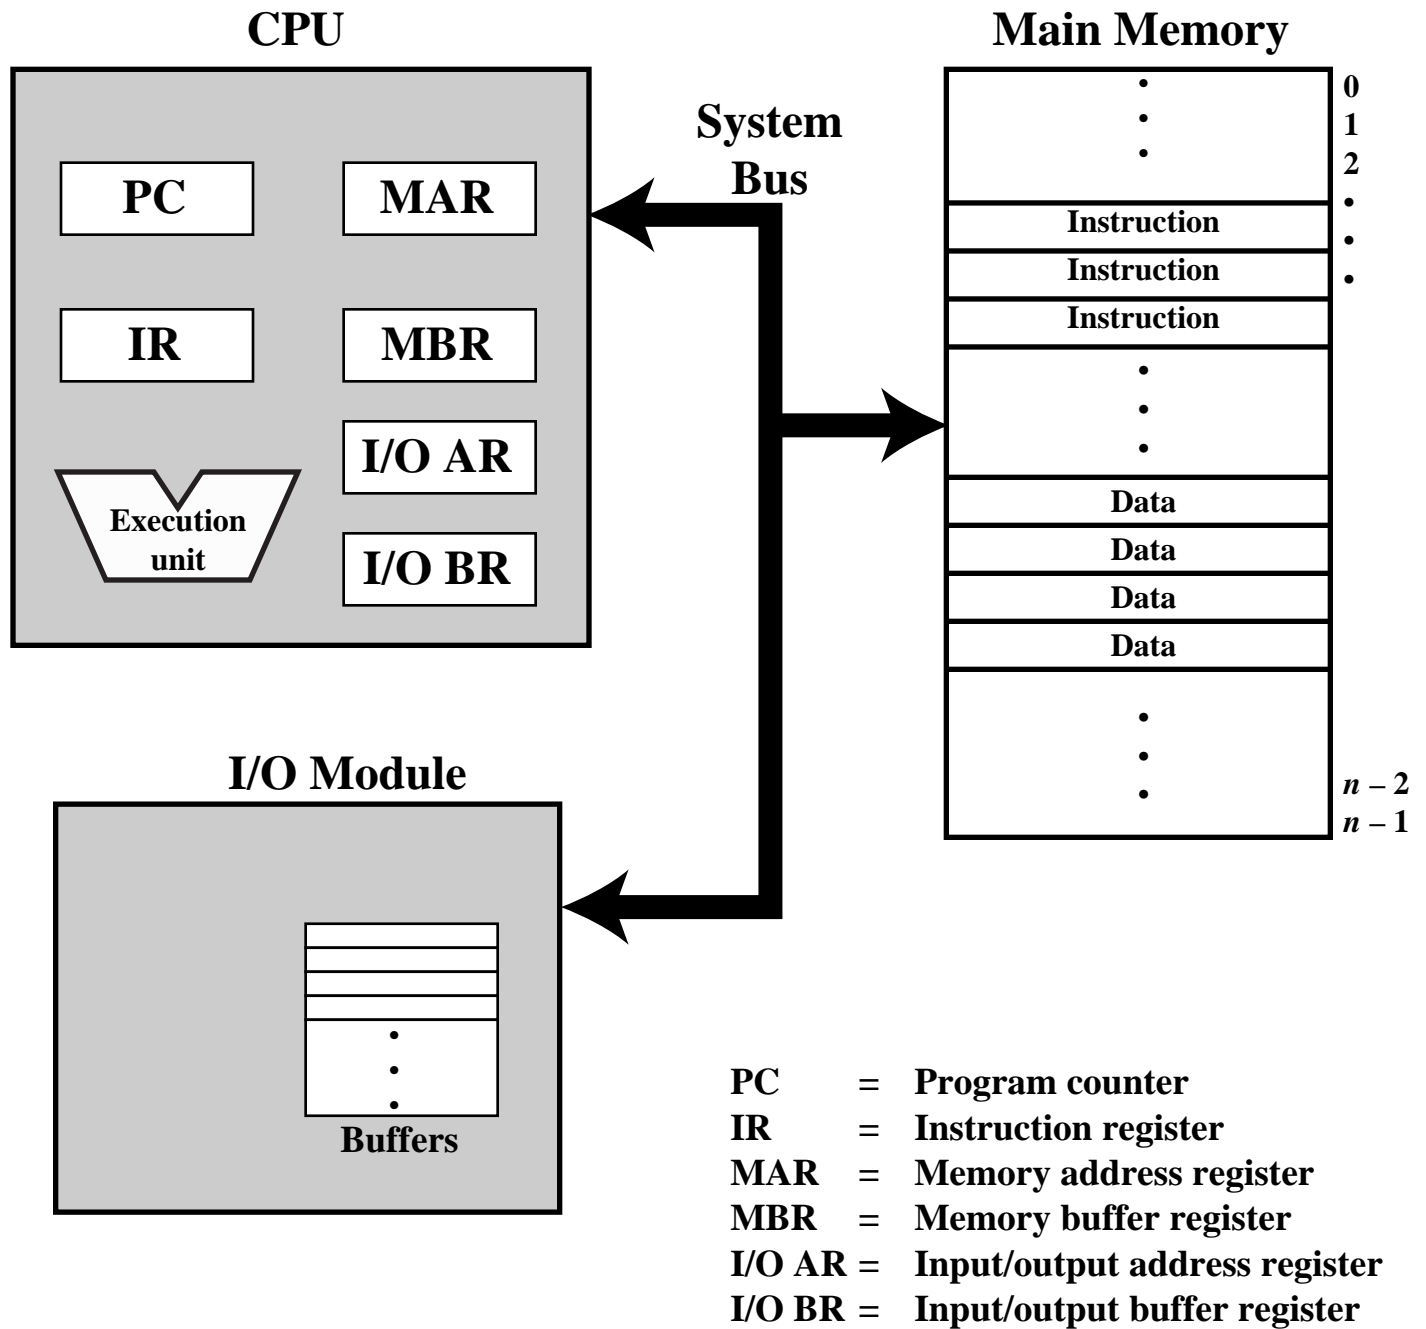 CPU
PC
MAR
IR
MBR
I/O AR
Execution
unit
I/O BR
System
Bus
Main Memory
0
1
2
Instruction
Instruction
Instruction
Data
Data
Data
Data
n – 2
n – 1
I/O Module
Buffers
PC = Program counter
IR = Instruction register
MAR = Memory address register
MBR = Memory buffer register
I/O AR = Input/output address register
I/O BR = Input/output buffer register